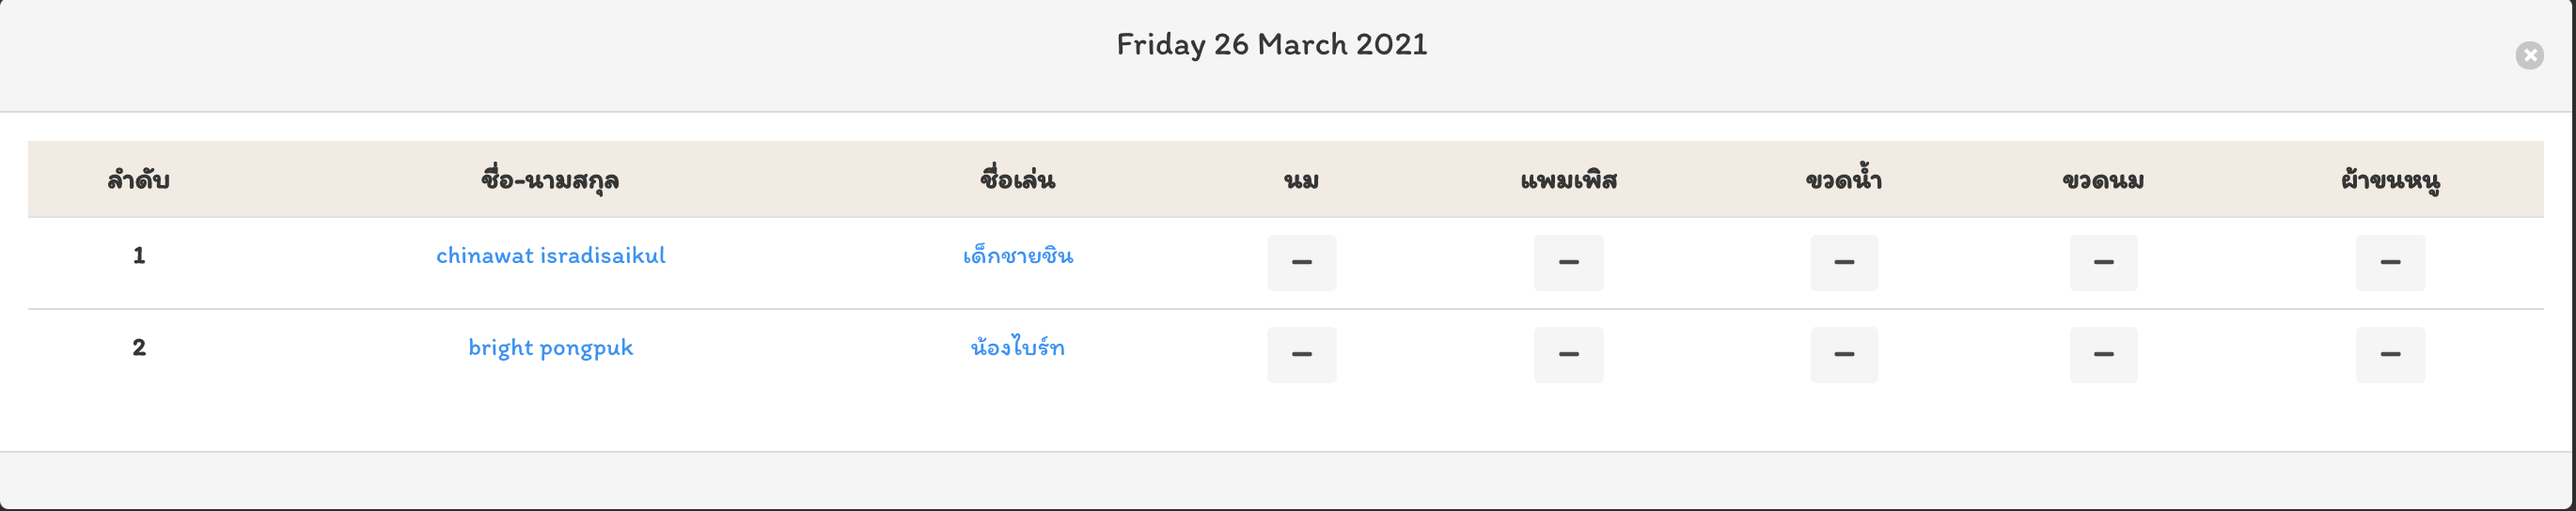 Friday 26 March 2021
ลำดับ ชื่อ-นามสกุล ชื่อเล่น นม แพมเพิส ขวดน้ำ ขวดนม ผ้าขนหนู
1 chinawat isradisaikul เด็กชายชิน – – – – –
2 bright pongpuk น้องไบร์ท – – – – –